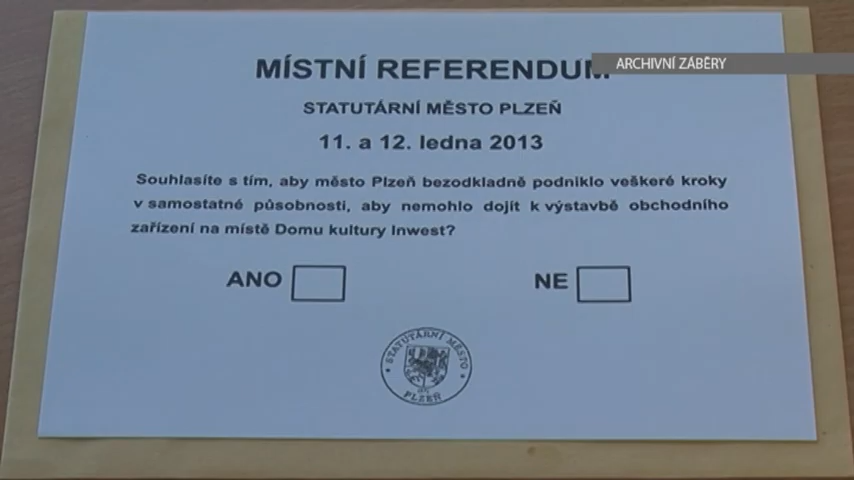 ARCHIVNÍ ZÁBĚRY
MÍSTNÍ REFERENDUM
STATUTÁRNÍ MĚSTO PLZEŇ
11. a 12. ledna 2013
Souhlasíte s tím, aby město Plzeň bezodkladně podniklo veškeré kroky
v samostatné působnosti, aby nemohlo dojít k výstavbě obchodního
zařízení na místě Domu kultury Inwest?
ANO NE
STATUTÁRNÍ MĚSTO
PLZEŇ